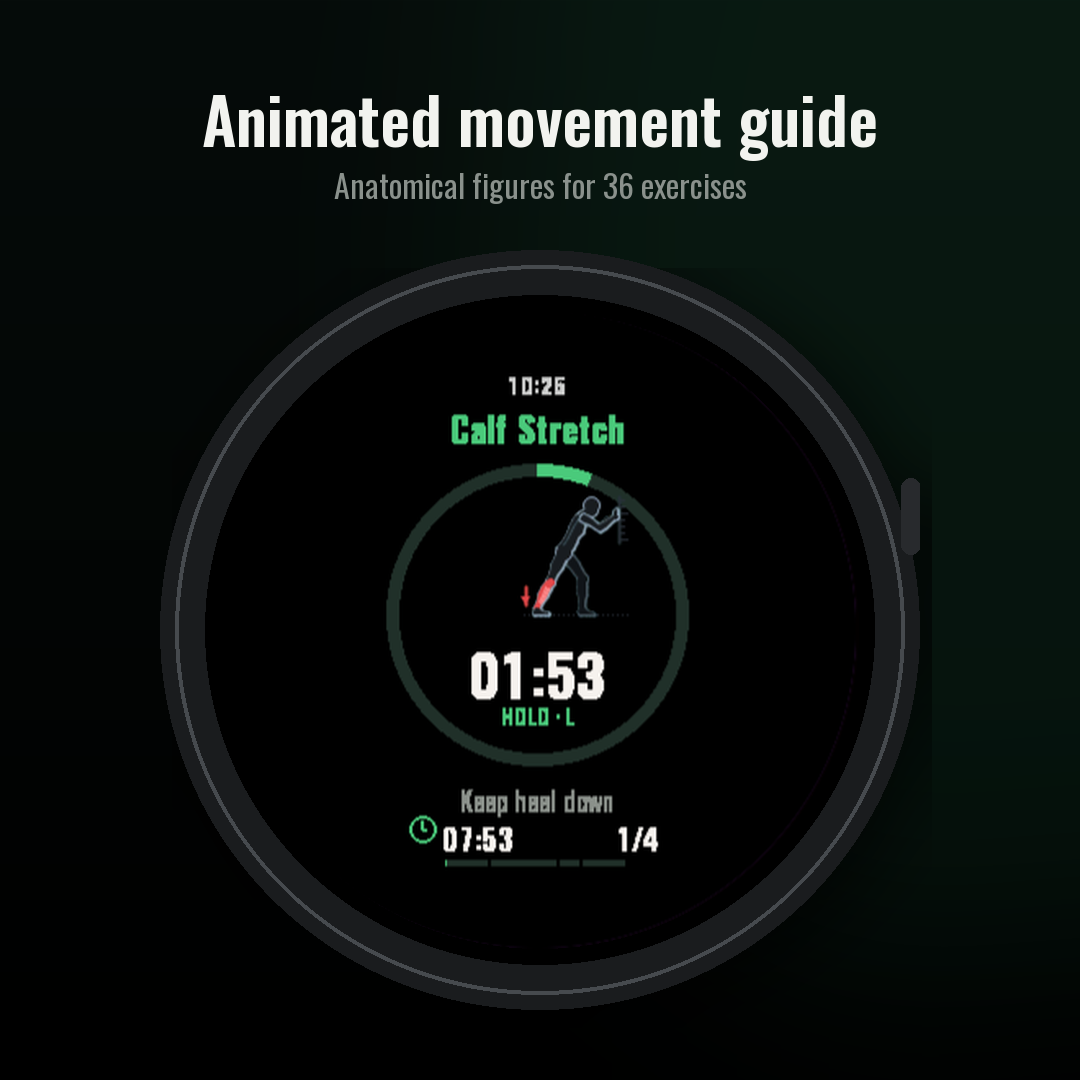 Animated movement guide
Anatomical figures for 36 exercises
10:26
Calf Stretch
01:53
HOLD · L
Keep heel down
07:53 1/4